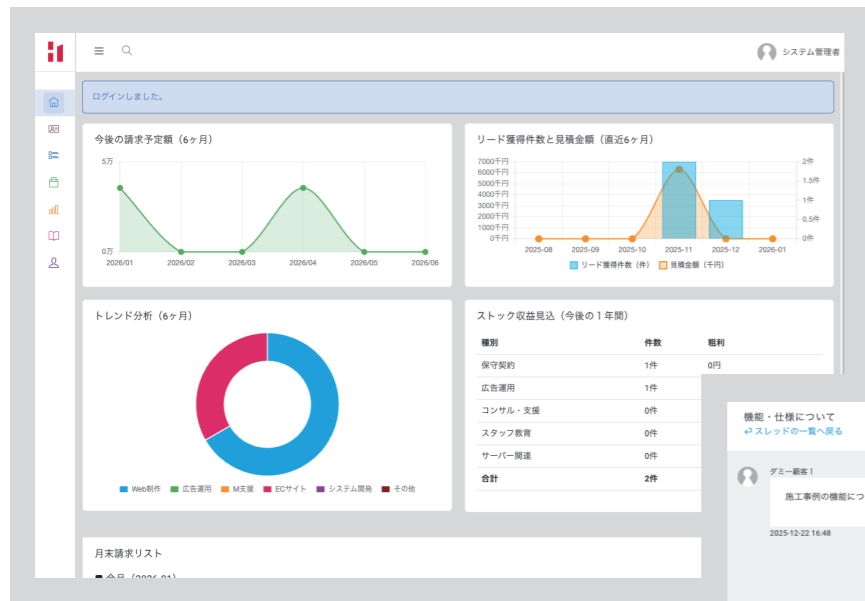 システム管理者
ログインしました。
今後の請求予定額（6ヶ月）
5万
0万
2026/01 2026/02 2026/03 2026/04 2026/05 2026/06
リード獲得件数と見積金額（直近6ヶ月）
7000千円 2件
6000千円
5000千円 1.5件
4000千円
3000千円 1件
2000千円 0.5件
1000千円
0千円 0件
2025-08 2025-09 2025-10 2025-11 2025-12 2026-01
リード獲得件数（件） 見積金額（千円）
トレンド分析（6ヶ月）
Web制作 広告運用 M支援 ECサイト システム開発 その他
ストック収益見込（今後の１年間）
種別 件数 粗利
保守契約 1件 0円
広告運用 1件
コンサル・支援 0件
スタッフ教育 0件
サーバー関連 0件
合計 2件
機能・仕様について
スレッドの一覧へ戻る
ダミー顧客1
施工事例の機能につ
2025-12-22 16:48
月末請求リスト
■ 今月（2026-01）